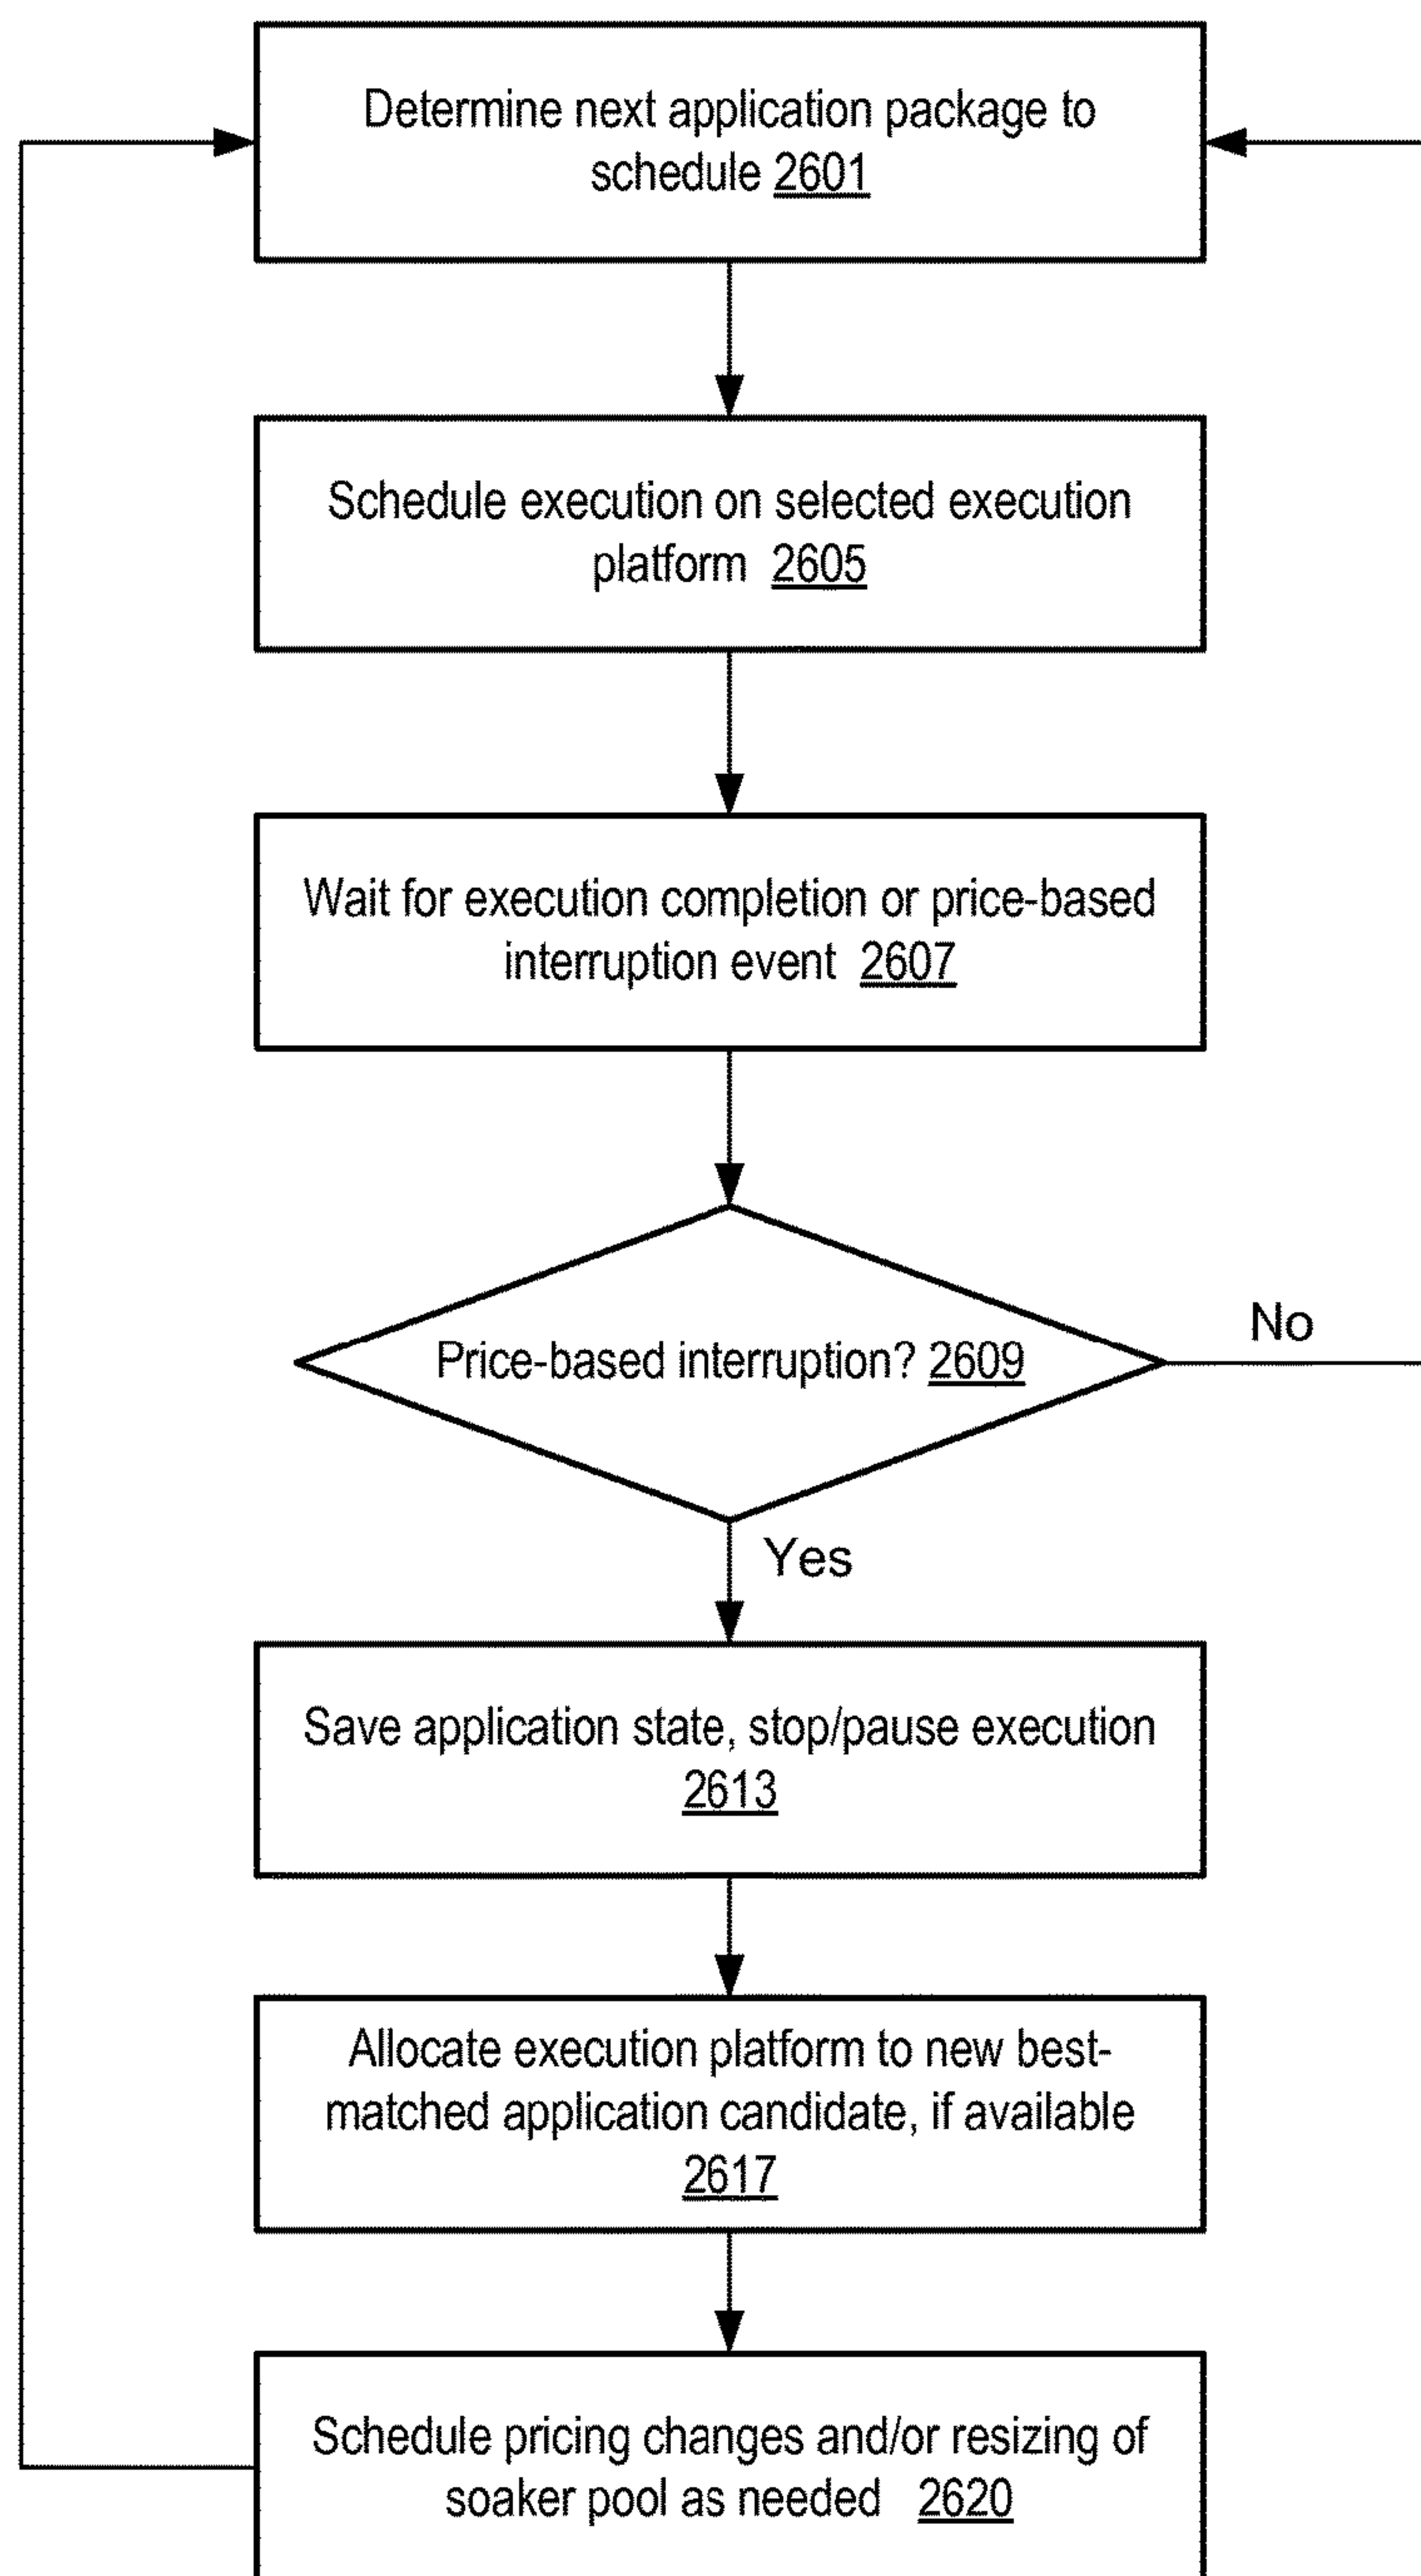 Determine next application package to
schedule 2601
Schedule execution on selected execution
platform 2605
Wait for execution completion or price-based
interruption event 2607
Price-based interruption? 2609
No
Yes
Save application state, stop/pause execution
2613
Allocate execution platform to new best-
matched application candidate, if available
2617
Schedule pricing changes and/or resizing of
soaker pool as needed 2620